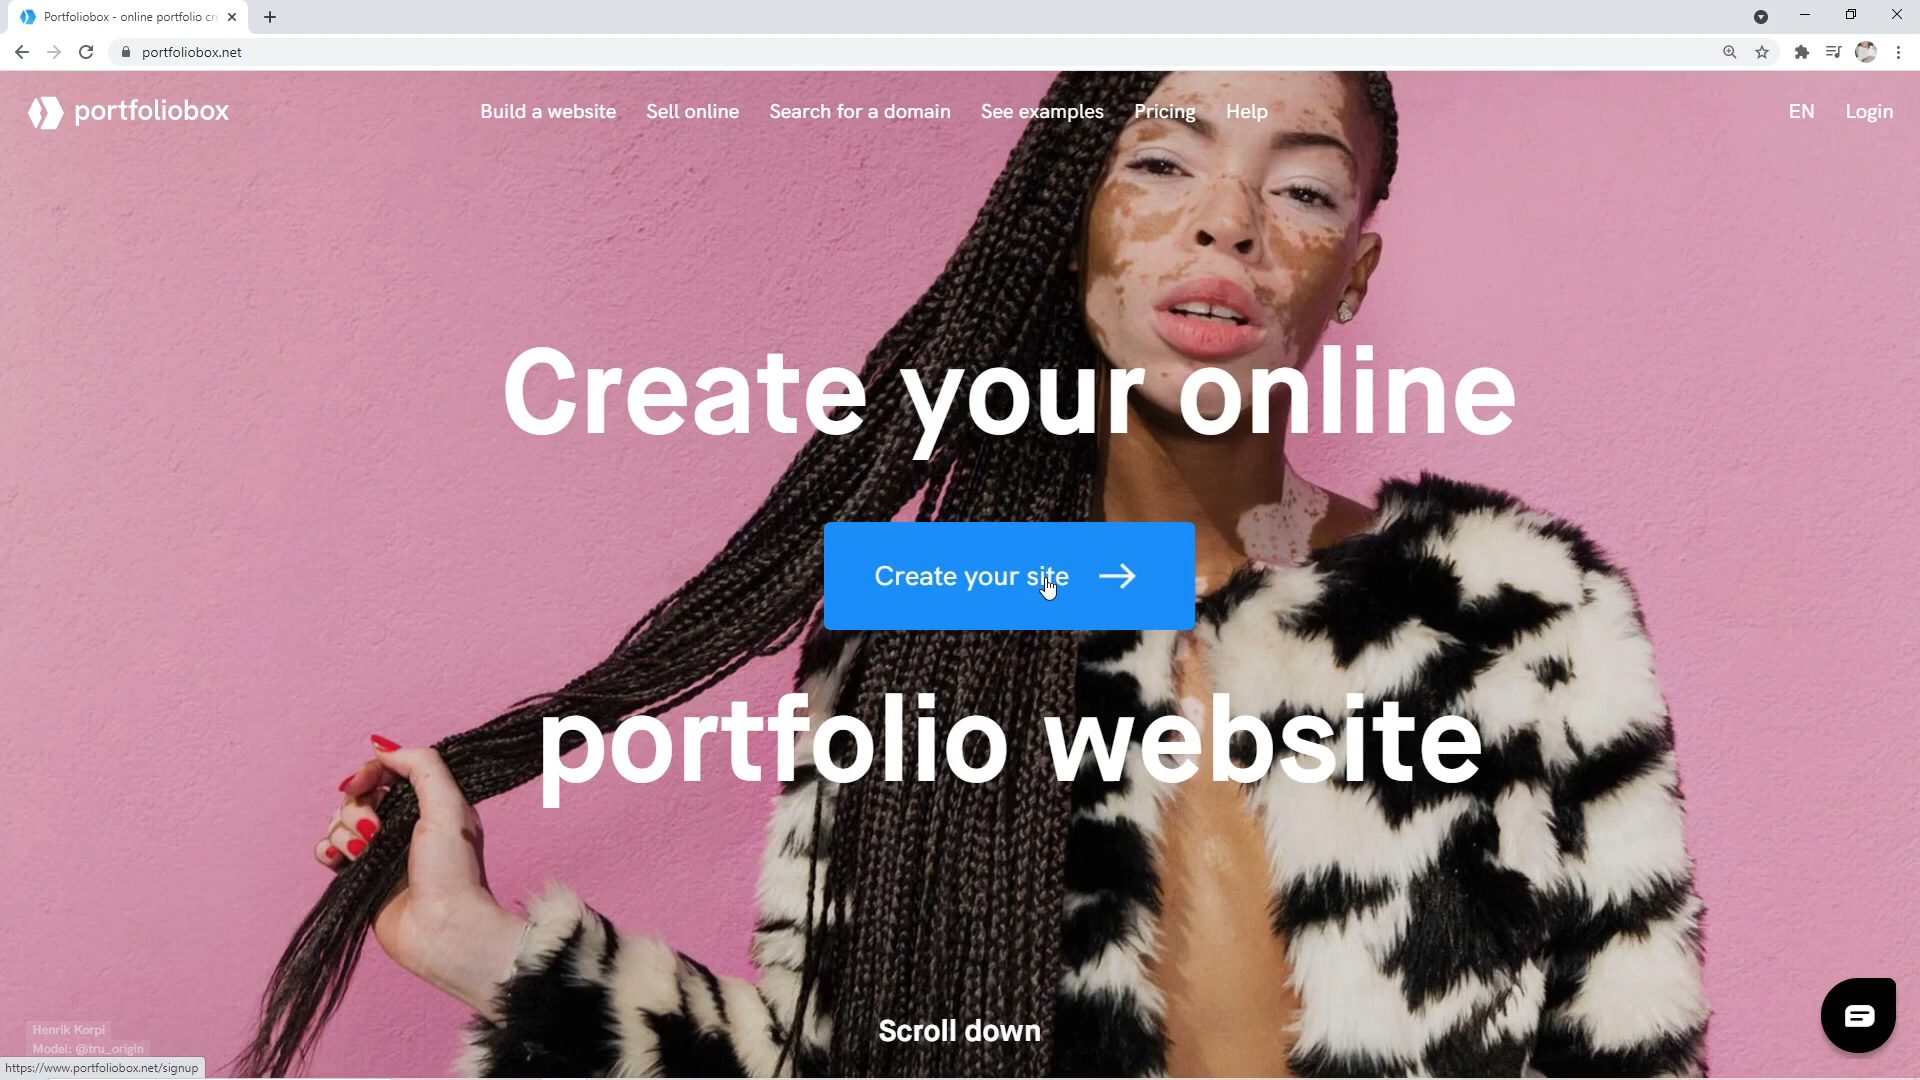 Portfoliobox - online portfolio cr
portfoliobox.net
portfoliobox
Build a website
Sell online
Search for a domain
See examples
Pricing
Help
EN
Login
Create your online
Create your site
portfolio website
Scroll down
Henrik Korpi
Model: @tru_origin
https://www.portfoliobox.net/signup